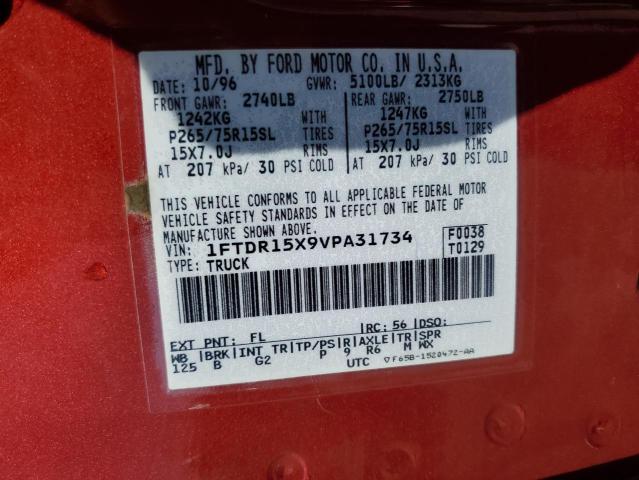 MFD. BY FORD MOTOR CO. IN U.S.A.
DATE: 10/96 GVWR: 5100LB/ 2313KG
FRONT GAWR: 2740LB REAR GAWR: 2750LB
1242KG WITH 1247KG WITH
P265/75R15SL TIRES P265/75R15SL TIRES
15X7.0J RIMS 15X7.0J RIMS
AT 207 kPa/ 30 PSI COLD AT 207 kPa/ 30 PSI COLD
THIS VEHICLE CONFORMS TO ALL APPLICABLE FEDERAL MOTOR
VEHICLE SAFETY STANDARDS IN EFFECT ON THE DATE OF
MANUFACTURE SHOWN ABOVE.
VIN: 1FTDR15X9VPA31734 F0038
TYPE: TRUCK T0129
EXT PNT: FL RC: 56 DSO:
WB BRK INT TR TP/PS R AXLE TR SPR
125 B G2 P 9 R6 M WX
UTC ▽F65B-1520472-AA